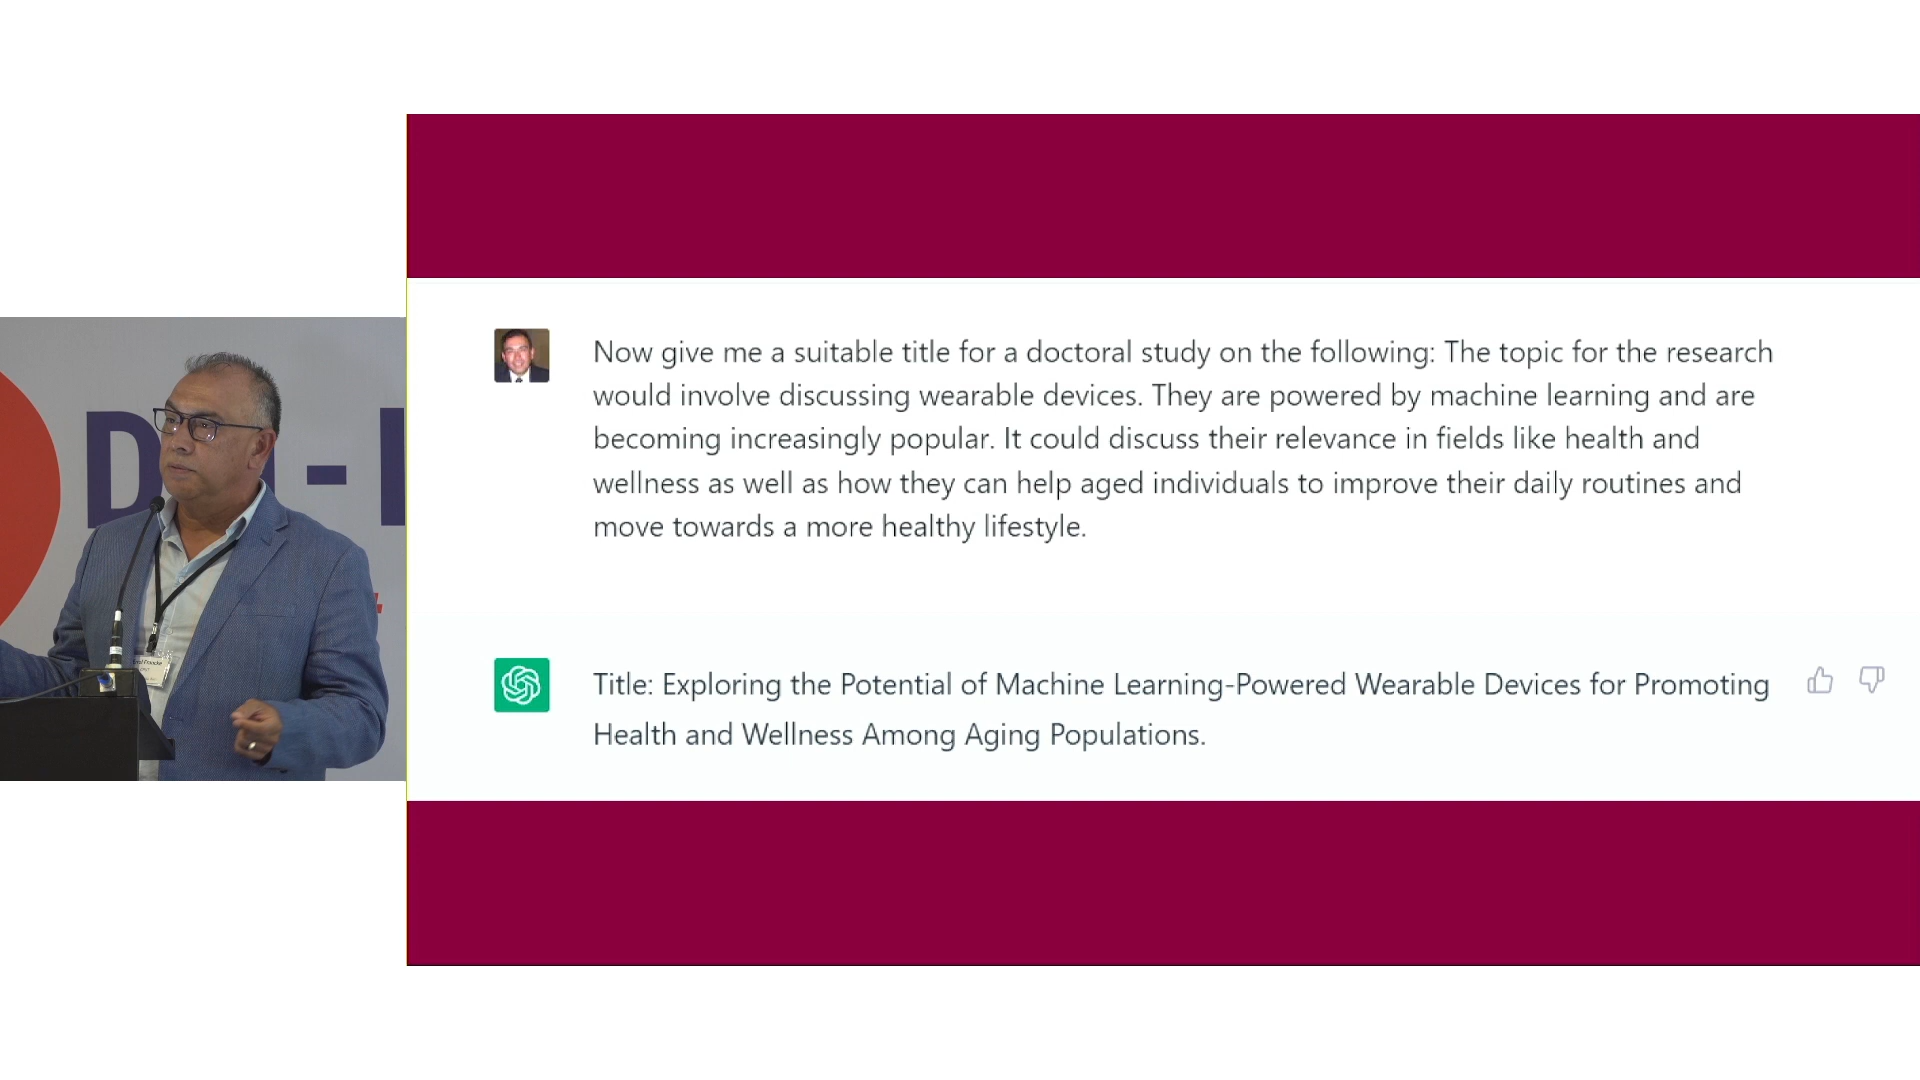 Now give me a suitable title for a doctoral study on the following: The topic for the research
would involve discussing wearable devices. They are powered by machine learning and are
becoming increasingly popular. It could discuss their relevance in fields like health and
wellness as well as how they can help aged individuals to improve their daily routines and
move towards a more healthy lifestyle.
Title: Exploring the Potential of Machine Learning-Powered Wearable Devices for Promoting
Health and Wellness Among Aging Populations.